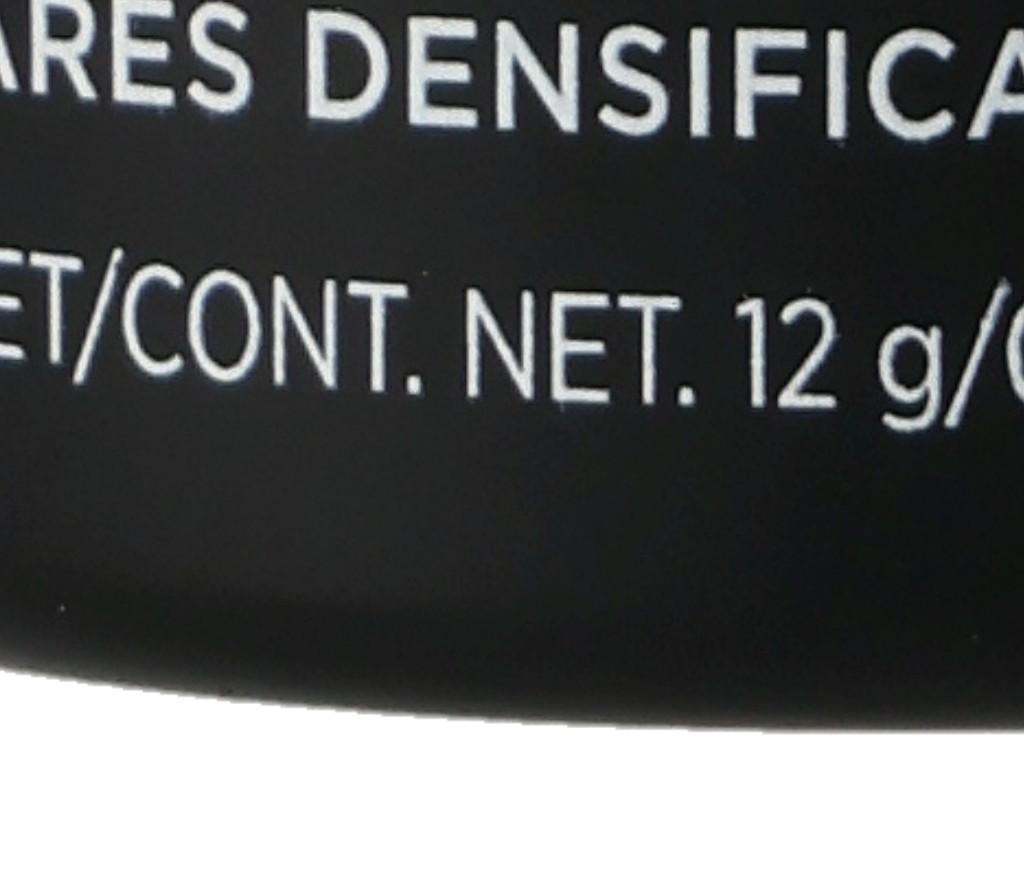 ARES DENSIFICA
ET/CONT. NET. 12 g/